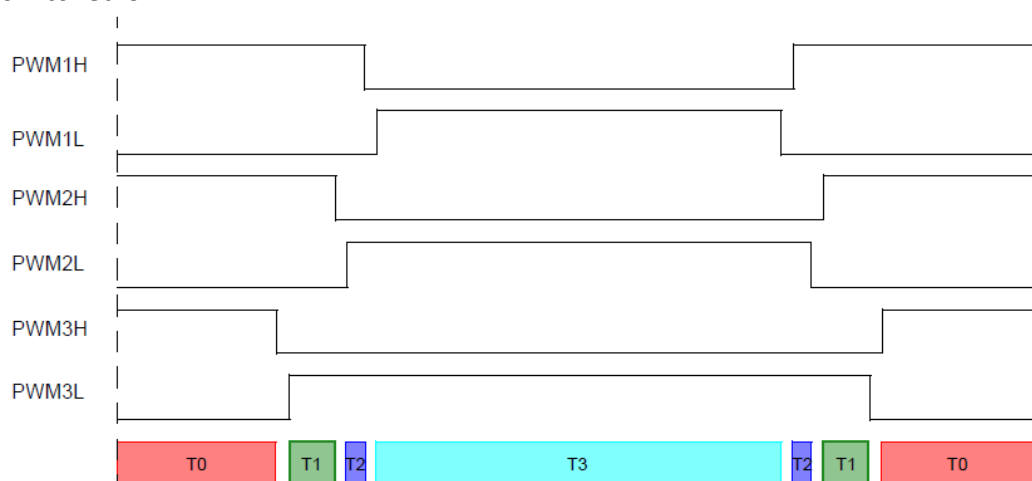 PWM1H
PWM1L
PWM2H
PWM2L
PWM3H
PWM3L
T0 T1 T2 T3 T2 T1 T0